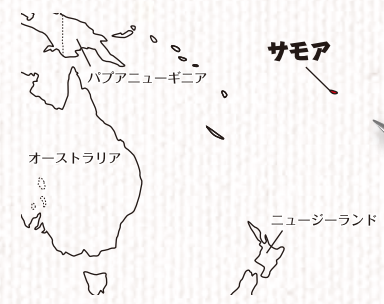 サモア
パプアニューギニア
オーストラリア
ニュージーランド